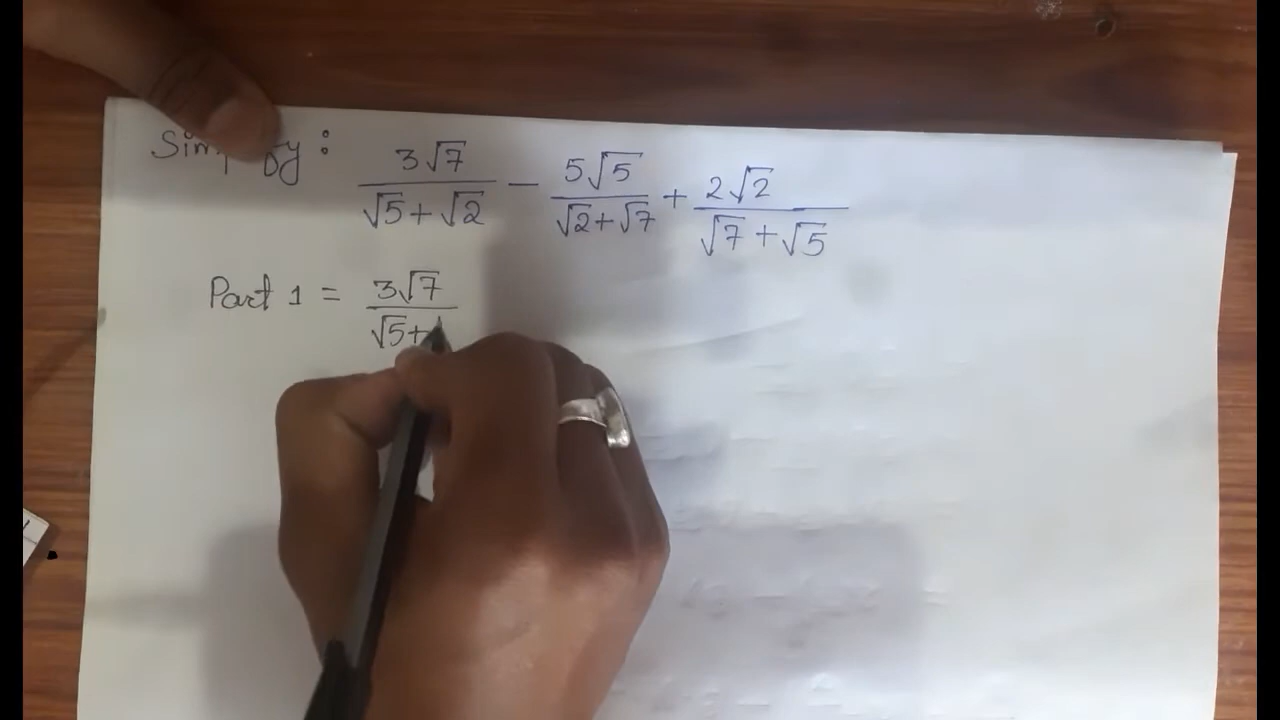 Simplify : 3√7/(√5+√2) − 5√5/(√2+√7) + 2√2/(√7+√5)
Part 1 = 3√7/(√5+